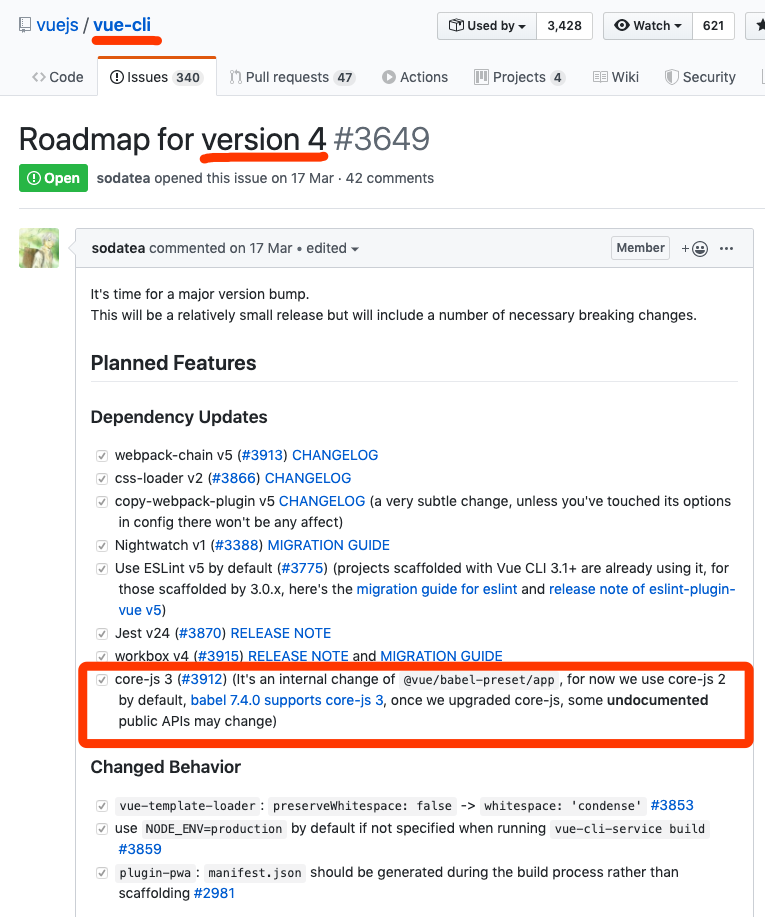 vuejs / vue-cli
Used by 3,428 Watch 621
Code Issues 340 Pull requests 47 Actions Projects 4 Wiki Security
Roadmap for version 4 #3649
Open sodatea opened this issue on 17 Mar · 42 comments
sodatea commented on 17 Mar • edited Member
It's time for a major version bump.
This will be a relatively small release but will include a number of necessary breaking changes.
Planned Features
Dependency Updates
webpack-chain v5 (#3913) CHANGELOG
css-loader v2 (#3866) CHANGELOG
copy-webpack-plugin v5 CHANGELOG (a very subtle change, unless you've touched its options
in config there won't be any affect)
Nightwatch v1 (#3388) MIGRATION GUIDE
Use ESLint v5 by default (#3775) (projects scaffolded with Vue CLI 3.1+ are already using it, for
those scaffolded by 3.0.x, here's the migration guide for eslint and release note of eslint-plugin-
vue v5)
Jest v24 (#3870) RELEASE NOTE
workbox v4 (#3915) RELEASE NOTE and MIGRATION GUIDE
core-js 3 (#3912) (It's an internal change of @vue/babel-preset/app, for now we use core-js 2
by default, babel 7.4.0 supports core-js 3, once we upgraded core-js, some undocumented
public APIs may change)
Changed Behavior
vue-template-loader: preserveWhitespace: false -> whitespace: 'condense' #3853
use NODE_ENV=production by default if not specified when running vue-cli-service build
#3859
plugin-pwa: manifest.json should be generated during the build process rather than
scaffolding #2981